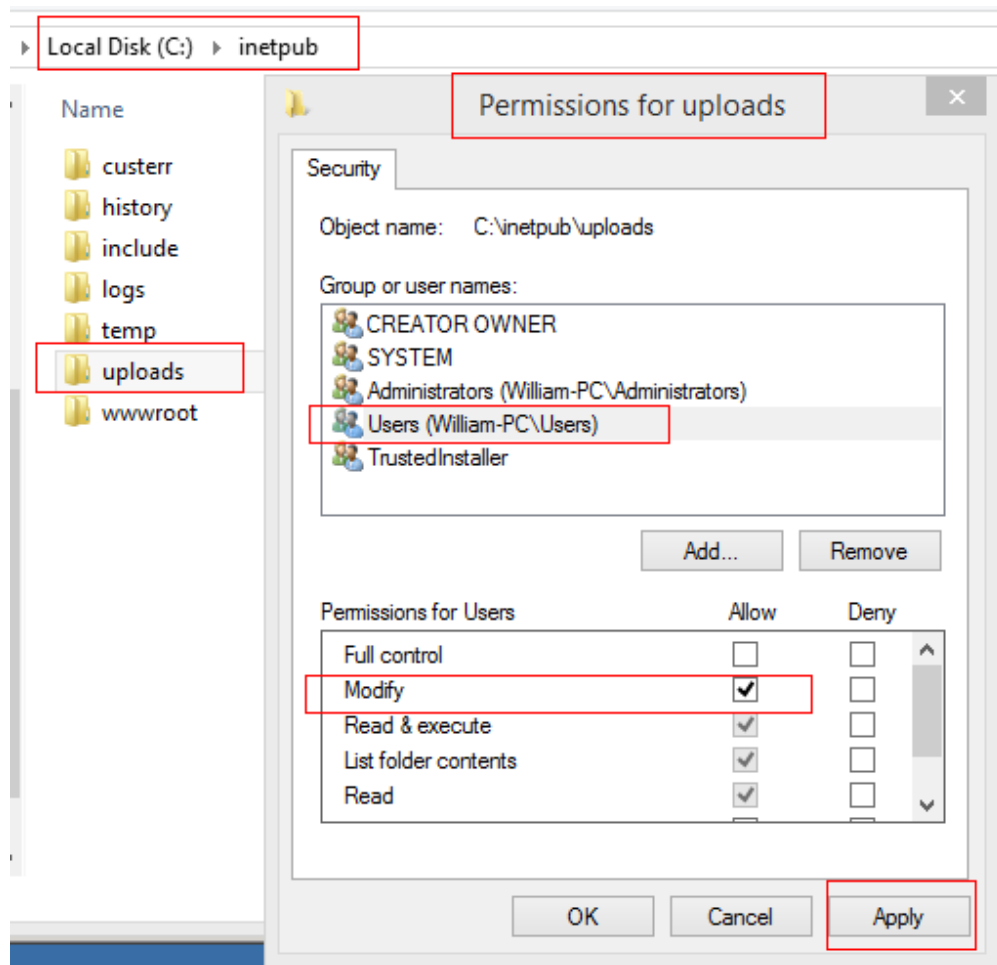 Local Disk (C:) inetpub
Name
custerr
history
include
logs
temp
uploads
wwwroot
Permissions for uploads
Security
Object name: C:\inetpub\uploads
Group or user names:
CREATOR OWNER
SYSTEM
Administrators (William-PC\Administrators)
Users (William-PC\Users)
TrustedInstaller
Add... Remove
Permissions for Users Allow Deny
Full control
Modify
Read & execute
List folder contents
Read
OK Cancel Apply